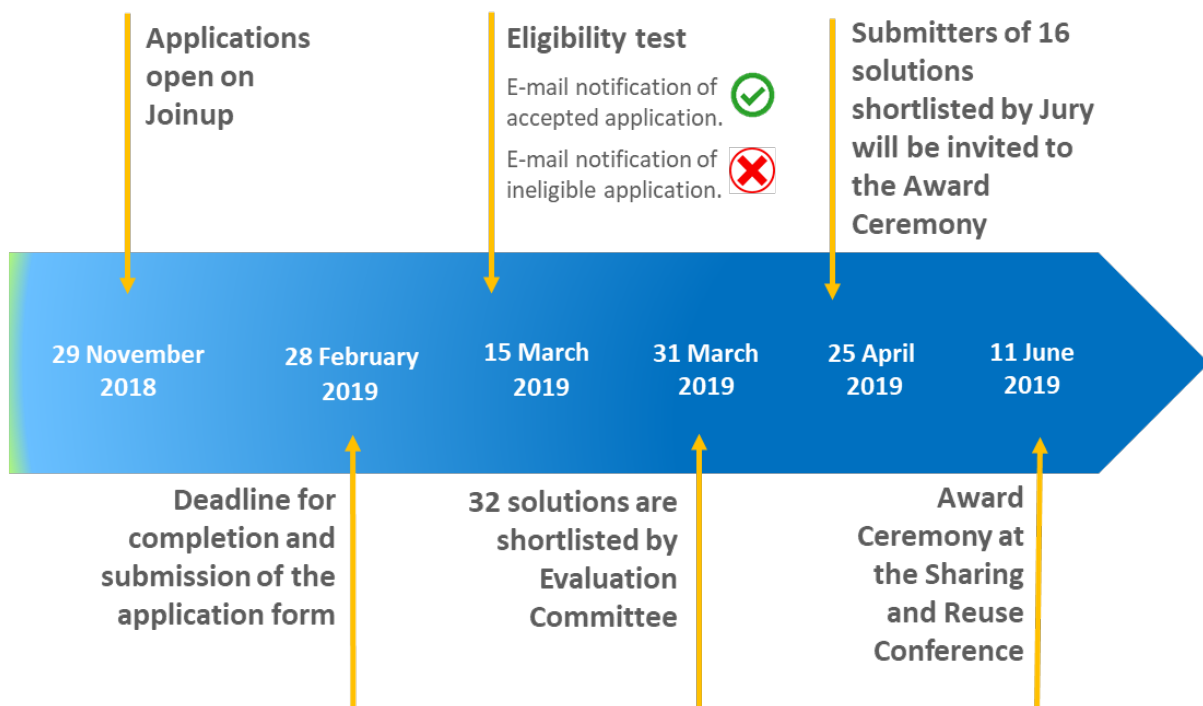 Applications
open on
Joinup
Eligibility test
E-mail notification of
accepted application.
E-mail notification of
ineligible application.
Submitters of 16
solutions
shortlisted by Jury
will be invited to
the Award
Ceremony
29 November
2018
28 February
2019
15 March
2019
31 March
2019
25 April
2019
11 June
2019
Deadline for
completion and
submission of the
application form
32 solutions are
shortlisted by
Evaluation
Committee
Award
Ceremony at
the Sharing
and Reuse
Conference